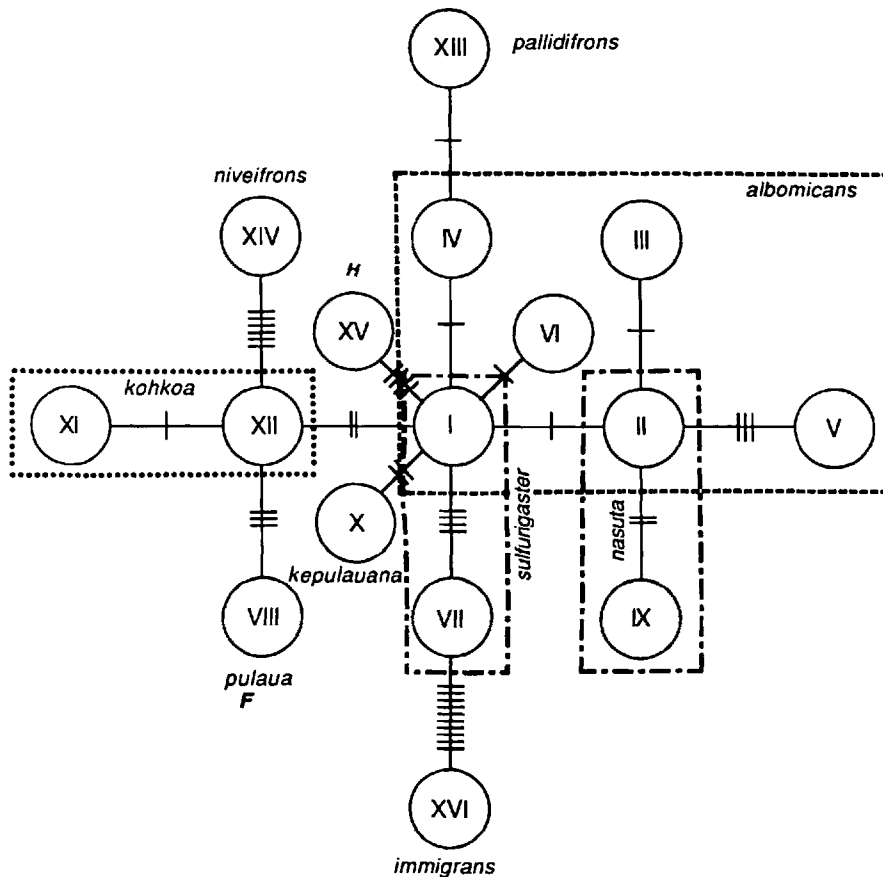 XIII
pallidifrons
niveifrons
albomicans
XIV
IV
III
H
XV
VI
kohkoa
XI
XII
I
II
V
sulfurigaster
nasuta
X
kepulauana
VIII
VII
IX
pulaua
F
XVI
immigrans